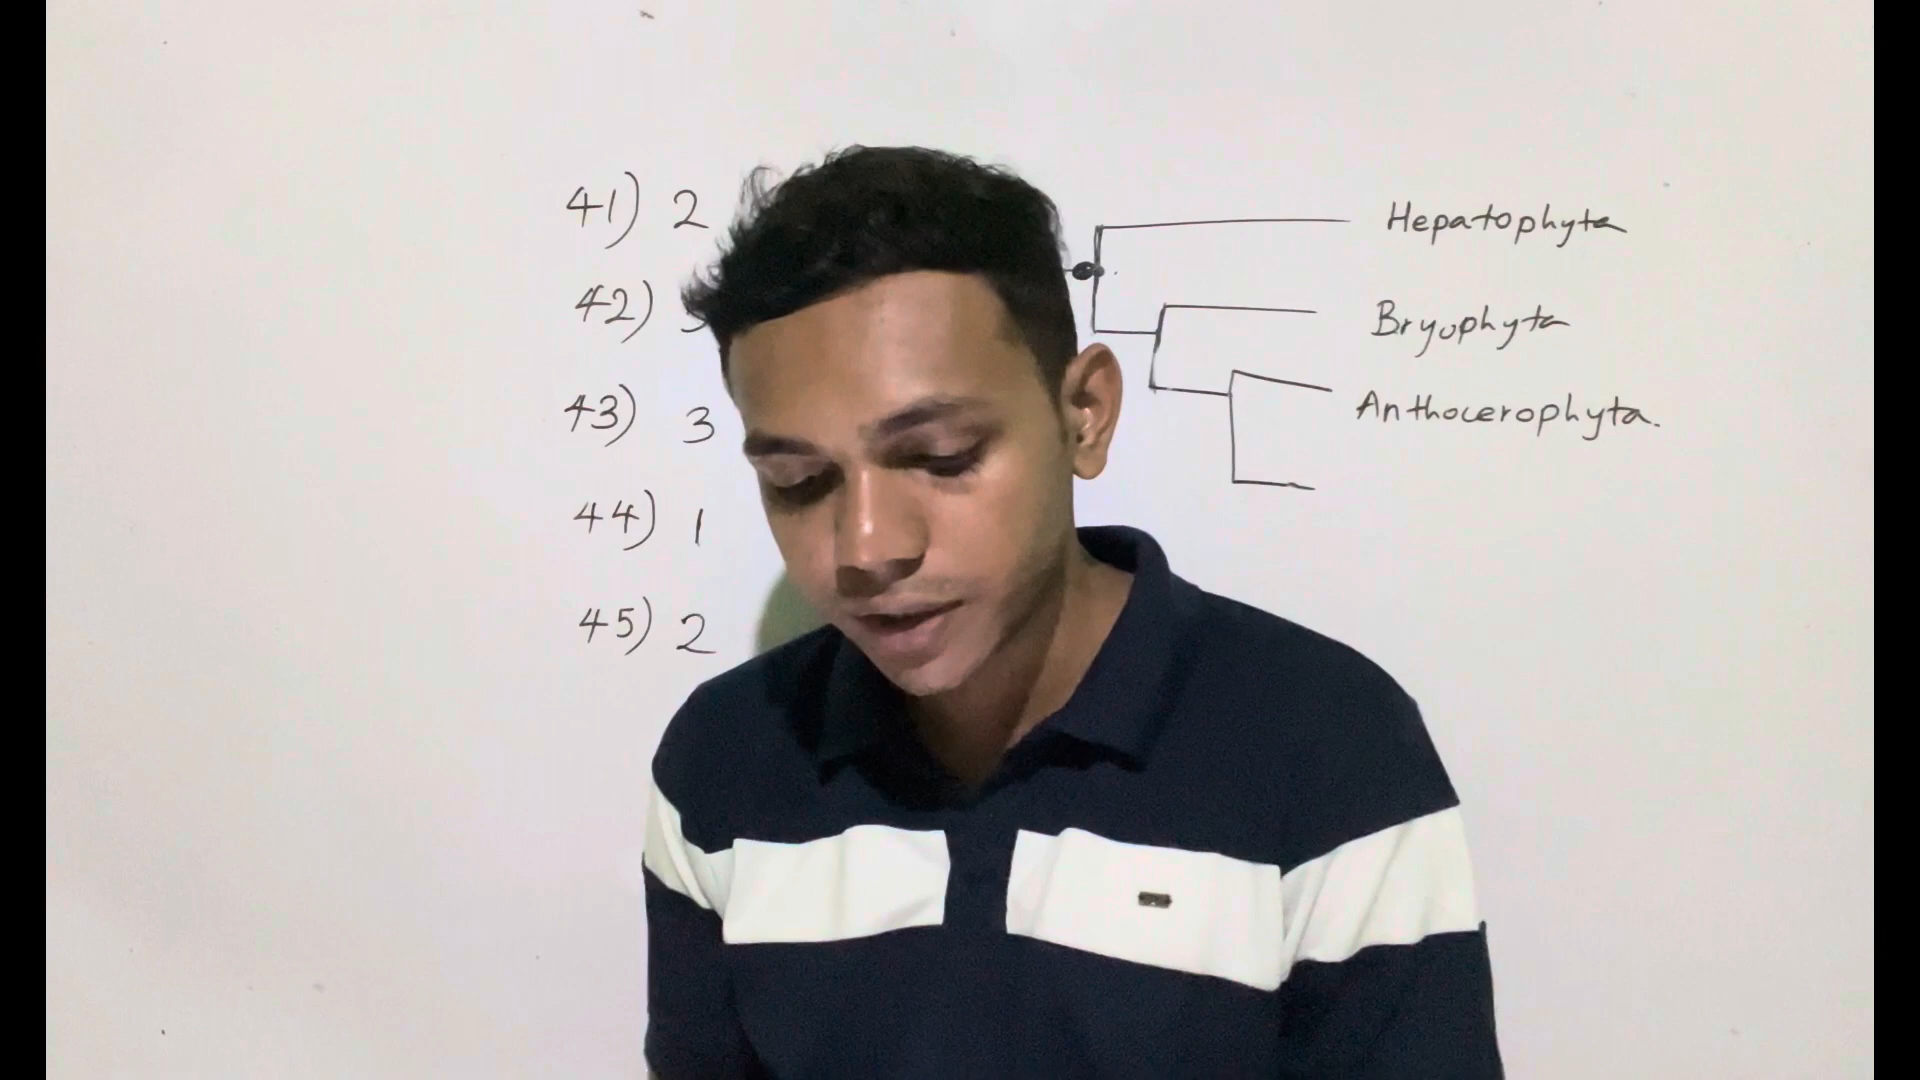 41) 2
42)
43) 3
44) 1
45) 2
Hepatophyta
Bryophyta
Anthocerophyta.